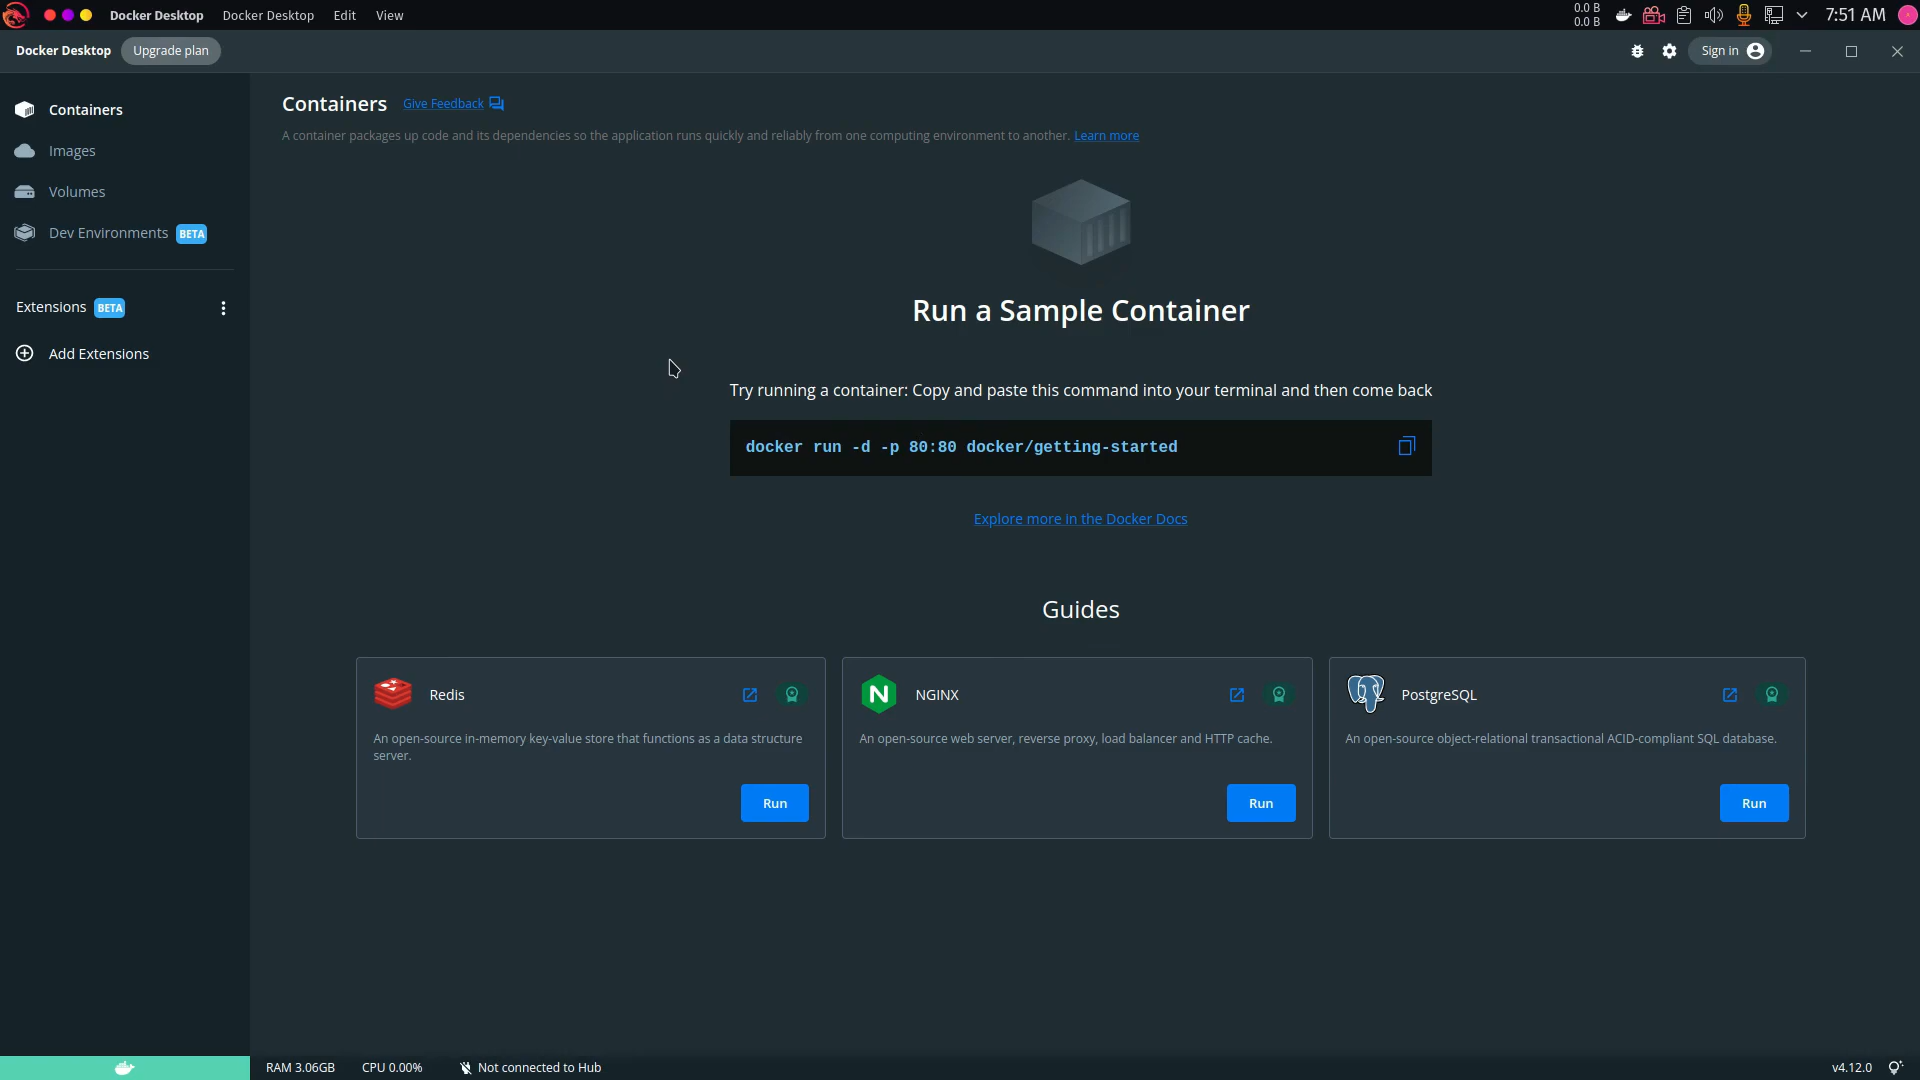 Docker Desktop Docker Desktop Edit View
0.0 B
0.0 B
7:51 AM
Docker Desktop Upgrade plan
Sign in
Containers
Images
Volumes
Dev Environments BETA
Extensions BETA
Add Extensions
Containers Give Feedback
A container packages up code and its dependencies so the application runs quickly and reliably from one computing environment to another. Learn more
Run a Sample Container
Try running a container: Copy and paste this command into your terminal and then come back
docker run -d -p 80:80 docker/getting-started
Explore more in the Docker Docs
Guides
Redis
An open-source in-memory key-value store that functions as a data structure
server.
Run
N NGINX
An open-source web server, reverse proxy, load balancer and HTTP cache.
Run
PostgreSQL
An open-source object-relational transactional ACID-compliant SQL database.
Run
RAM 3.06GB CPU 0.00% Not connected to Hub
v4.12.0